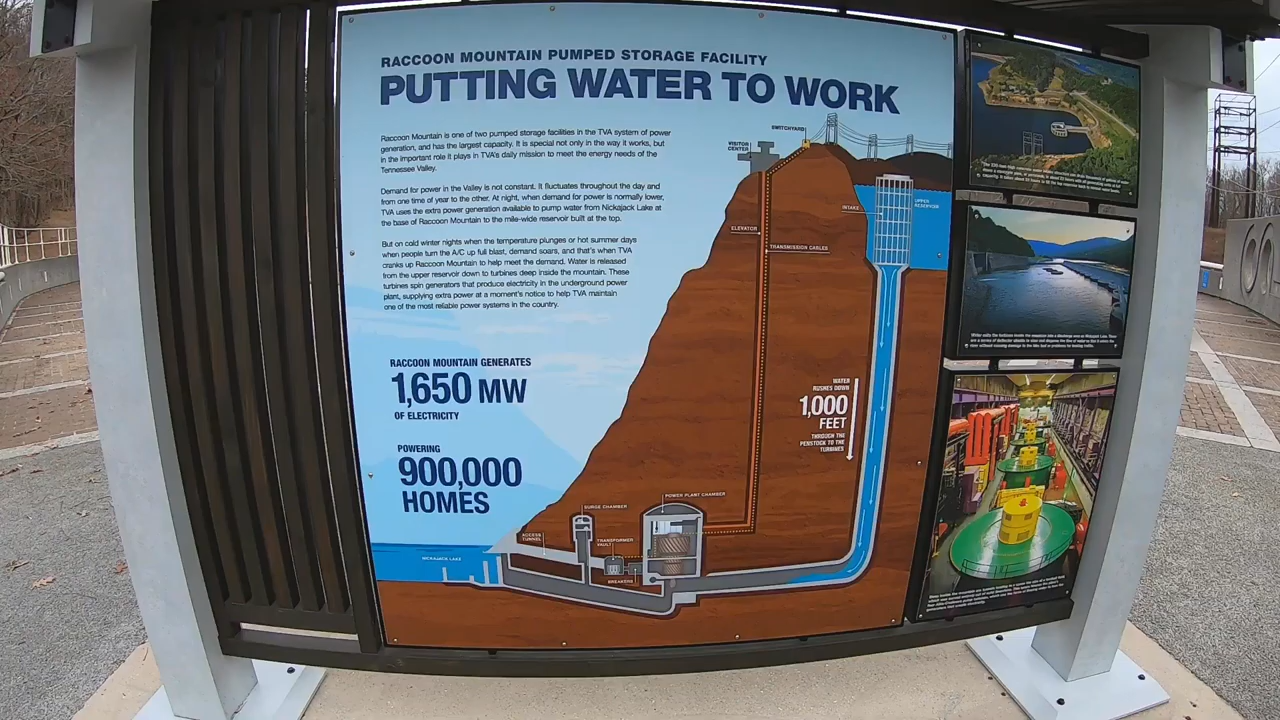 RACCOON MOUNTAIN PUMPED STORAGE FACILITY
PUTTING WATER TO WORK
Raccoon Mountain is one of two pumped storage facilities in the TVA system of power
generation, and has the largest capacity. It is special not only in the way it works, but
in the important role it plays in TVA's daily mission to meet the energy needs of the
Tennessee Valley.
Demand for power in the Valley is not constant. It fluctuates throughout the day and
from one time of year to the other. At night, when demand for power is normally lower,
TVA uses the extra power generation available to pump water from Nickajack Lake at
the base of Raccoon Mountain to the mile-wide reservoir built at the top.
But on cold winter nights when the temperature plunges or hot summer days
when people turn the A/C up full blast, demand soars, and that's when TVA
cranks up Raccoon Mountain to help meet the demand. Water is released
from the upper reservoir down to turbines deep inside the mountain. These
turbines spin generators that produce electricity in the underground power
plant, supplying extra power at a moment's notice to help TVA maintain
one of the most reliable power systems in the country.
RACCOON MOUNTAIN GENERATES
1,650 MW
OF ELECTRICITY
POWERING
900,000
HOMES
SWITCHYARD
VISITOR
CENTER
INTAKE
UPPER
RESERVOIR
ELEVATOR
TRANSMISSION CABLES
WATER
RUSHES DOWN
1,000
FEET
THROUGH THE
PENSTOCK TO THE
TURBINES
POWER PLANT CHAMBER
SURGE CHAMBER
ACCESS
TUNNEL
TRANSFORMER
VAULT
BREAKERS
NICKAJACK LAKE